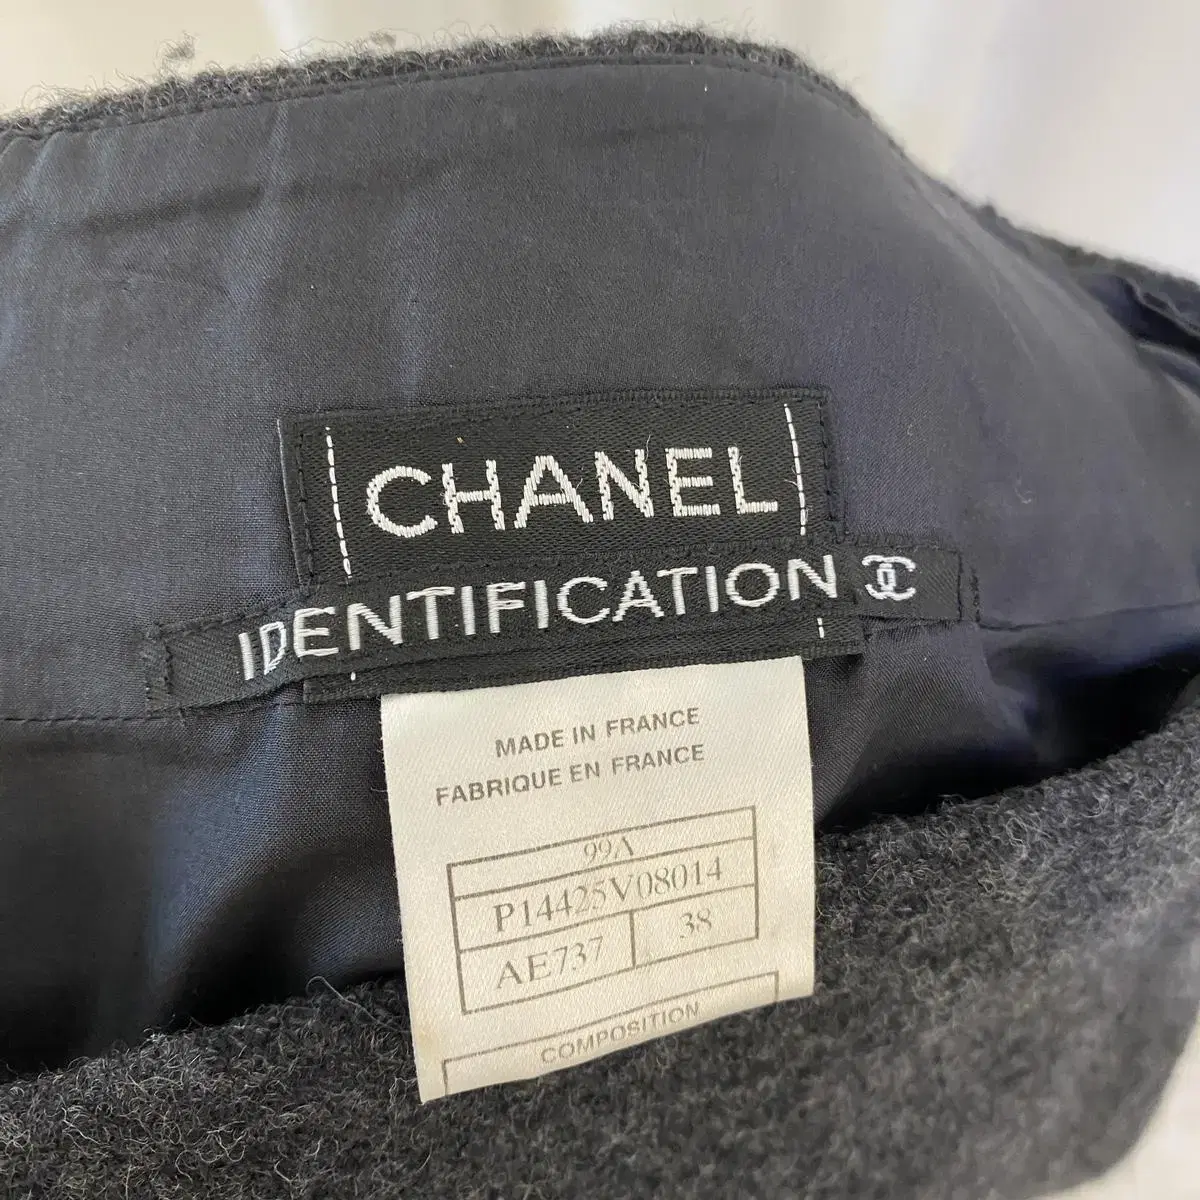 CHANEL
IDENTIFICATION
MADE IN FRANCE
FABRIQUE EN FRANCE
99A
P14425V08014
AE737 38
COMPOSITION